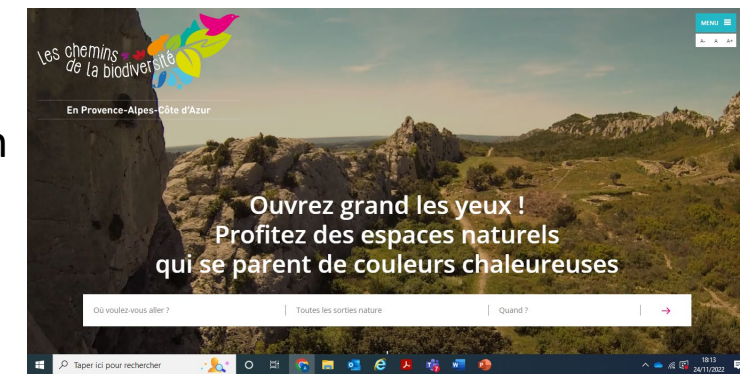 n
Les chemins
de la biodiversité
En Provence-Alpes-Côte d'Azur
MENU
A- A A+
Ouvrez grand les yeux !
Profitez des espaces naturels
qui se parent de couleurs chaleureuses
Où voulez-vous aller ? Toutes les sorties nature Quand ?
Taper ici pour rechercher
18:13
24/11/2022